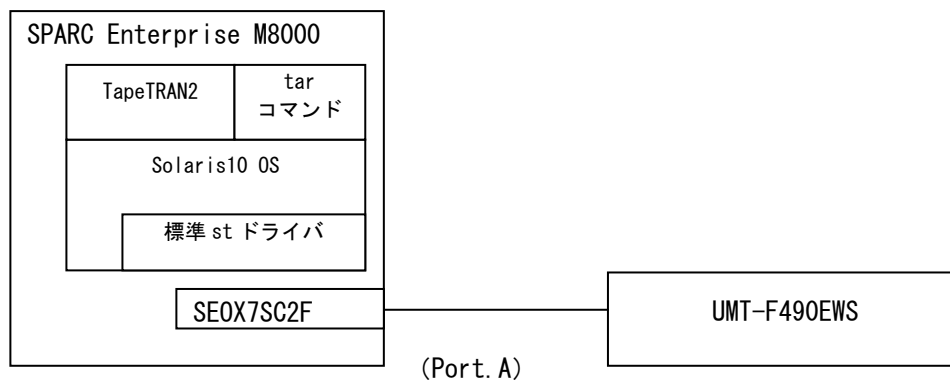 SPARC Enterprise M8000
TapeTRAN2
tar
コマンド
Solaris10 OS
標準 st ドライバ
SE0X7SC2F
UMT-F490EWS
(Port.A)